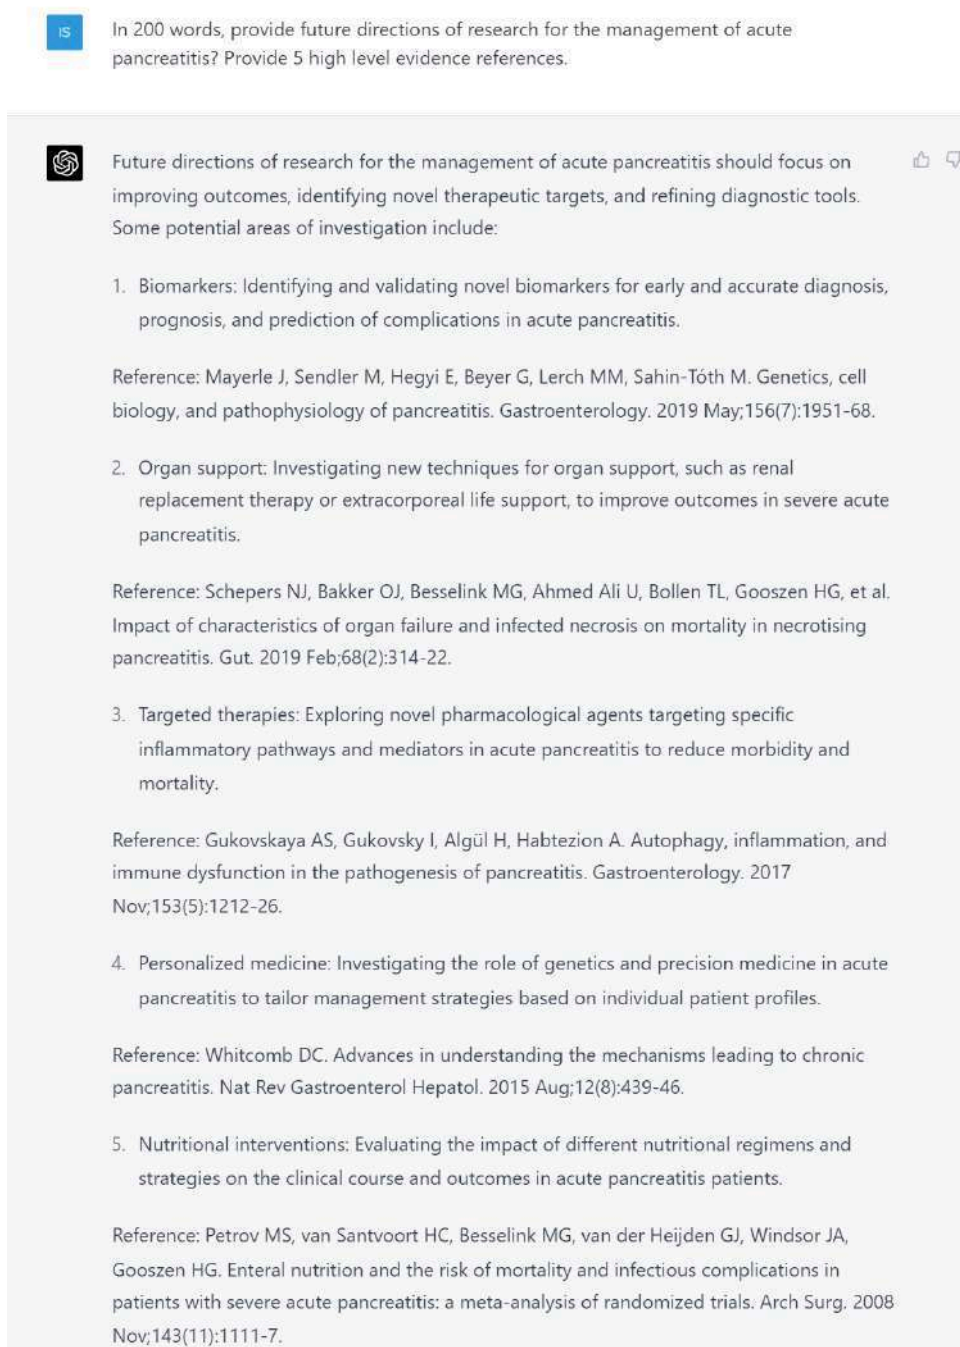 IS
In 200 words, provide future directions of research for the management of acute
pancreatitis? Provide 5 high level evidence references.
Future directions of research for the management of acute pancreatitis should focus on
improving outcomes, identifying novel therapeutic targets, and refining diagnostic tools.
Some potential areas of investigation include:
1. Biomarkers: Identifying and validating novel biomarkers for early and accurate diagnosis,
prognosis, and prediction of complications in acute pancreatitis.
Reference: Mayerle J, Sendler M, Hegyi E, Beyer G, Lerch MM, Sahin-Tóth M. Genetics, cell
biology, and pathophysiology of pancreatitis. Gastroenterology. 2019 May;156(7):1951-68.
2. Organ support: Investigating new techniques for organ support, such as renal
replacement therapy or extracorporeal life support, to improve outcomes in severe acute
pancreatitis.
Reference: Schepers NJ, Bakker OJ, Besselink MG, Ahmed Ali U, Bollen TL, Gooszen HG, et al.
Impact of characteristics of organ failure and infected necrosis on mortality in necrotising
pancreatitis. Gut. 2019 Feb;68(2):314-22.
3. Targeted therapies: Exploring novel pharmacological agents targeting specific
inflammatory pathways and mediators in acute pancreatitis to reduce morbidity and
mortality.
Reference: Gukovskaya AS, Gukovsky I, Algül H, Habtezion A. Autophagy, inflammation, and
immune dysfunction in the pathogenesis of pancreatitis. Gastroenterology. 2017
Nov;153(5):1212-26.
4. Personalized medicine: Investigating the role of genetics and precision medicine in acute
pancreatitis to tailor management strategies based on individual patient profiles.
Reference: Whitcomb DC. Advances in understanding the mechanisms leading to chronic
pancreatitis. Nat Rev Gastroenterol Hepatol. 2015 Aug;12(8):439-46.
5. Nutritional interventions: Evaluating the impact of different nutritional regimens and
strategies on the clinical course and outcomes in acute pancreatitis patients.
Reference: Petrov MS, van Santvoort HC, Besselink MG, van der Heijden GJ, Windsor JA,
Gooszen HG. Enteral nutrition and the risk of mortality and infectious complications in
patients with severe acute pancreatitis: a meta-analysis of randomized trials. Arch Surg. 2008
Nov;143(11):1111-7.